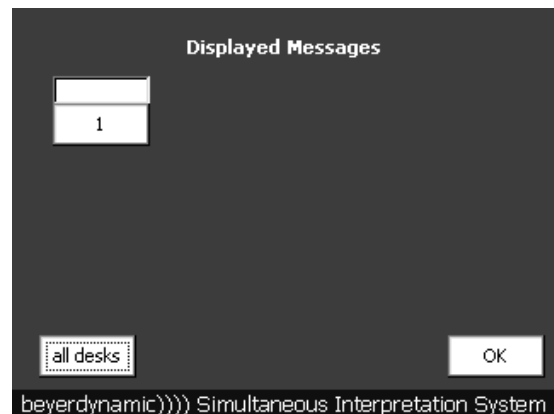 Displayed Messages
1
all desks
OK
beyerdynamic)))) Simultaneous Interpretation System